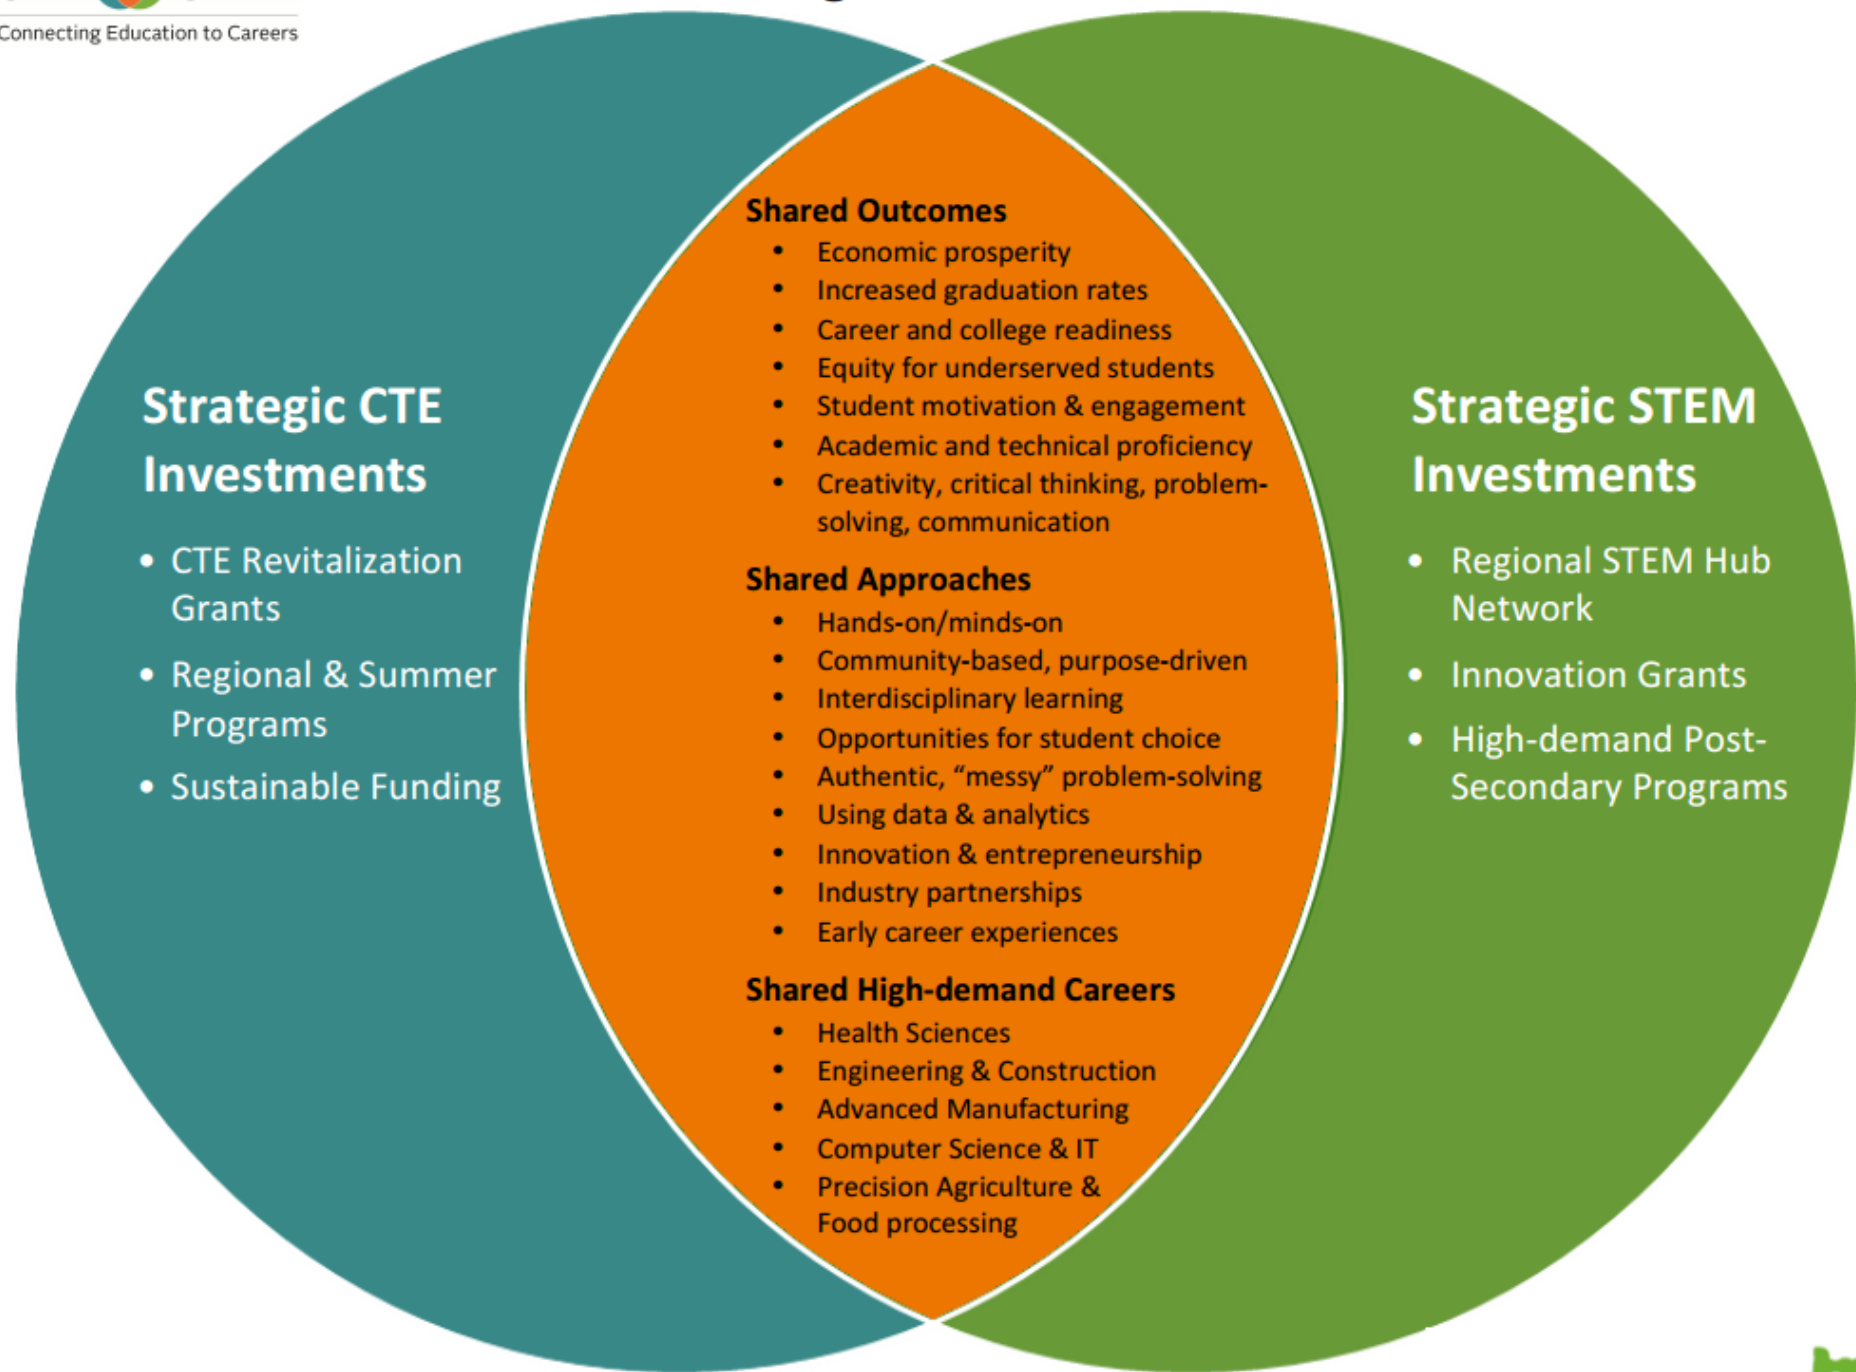 Connecting Education to Careers
Strategic CTE
Investments
• CTE Revitalization
Grants
• Regional & Summer
Programs
• Sustainable Funding
Shared Outcomes
• Economic prosperity
• Increased graduation rates
• Career and college readiness
• Equity for underserved students
• Student motivation & engagement
• Academic and technical proficiency
• Creativity, critical thinking, problem-
solving, communication
Shared Approaches
• Hands-on/minds-on
• Community-based, purpose-driven
• Interdisciplinary learning
• Opportunities for student choice
• Authentic, “messy” problem-solving
• Using data & analytics
• Innovation & entrepreneurship
• Industry partnerships
• Early career experiences
Shared High-demand Careers
• Health Sciences
• Engineering & Construction
• Advanced Manufacturing
• Computer Science & IT
• Precision Agriculture &
Food processing
Strategic STEM
Investments
• Regional STEM Hub
Network
• Innovation Grants
• High-demand Post-
Secondary Programs